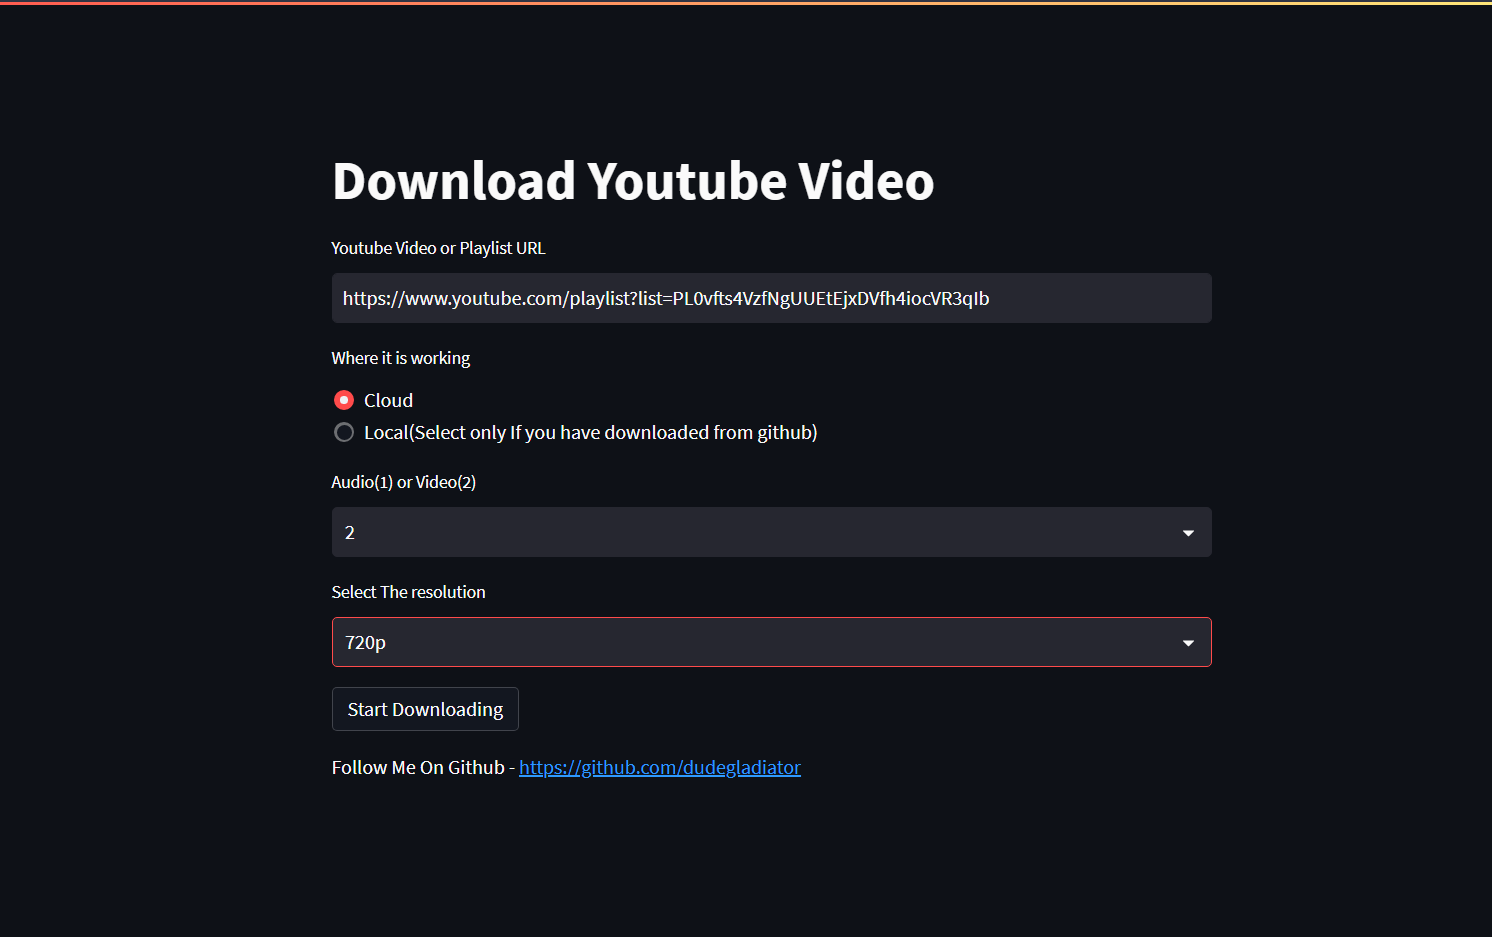 Download Youtube Video
Youtube Video or Playlist URL
https://www.youtube.com/playlist?list=PL0vfts4VzfNgUUEtEjxDVfh4iocVR3qIb
Where it is working
Cloud
Local(Select only If you have downloaded from github)
Audio(1) or Video(2)
2
Select The resolution
720p
Start Downloading
Follow Me On Github - https://github.com/dudegladiator